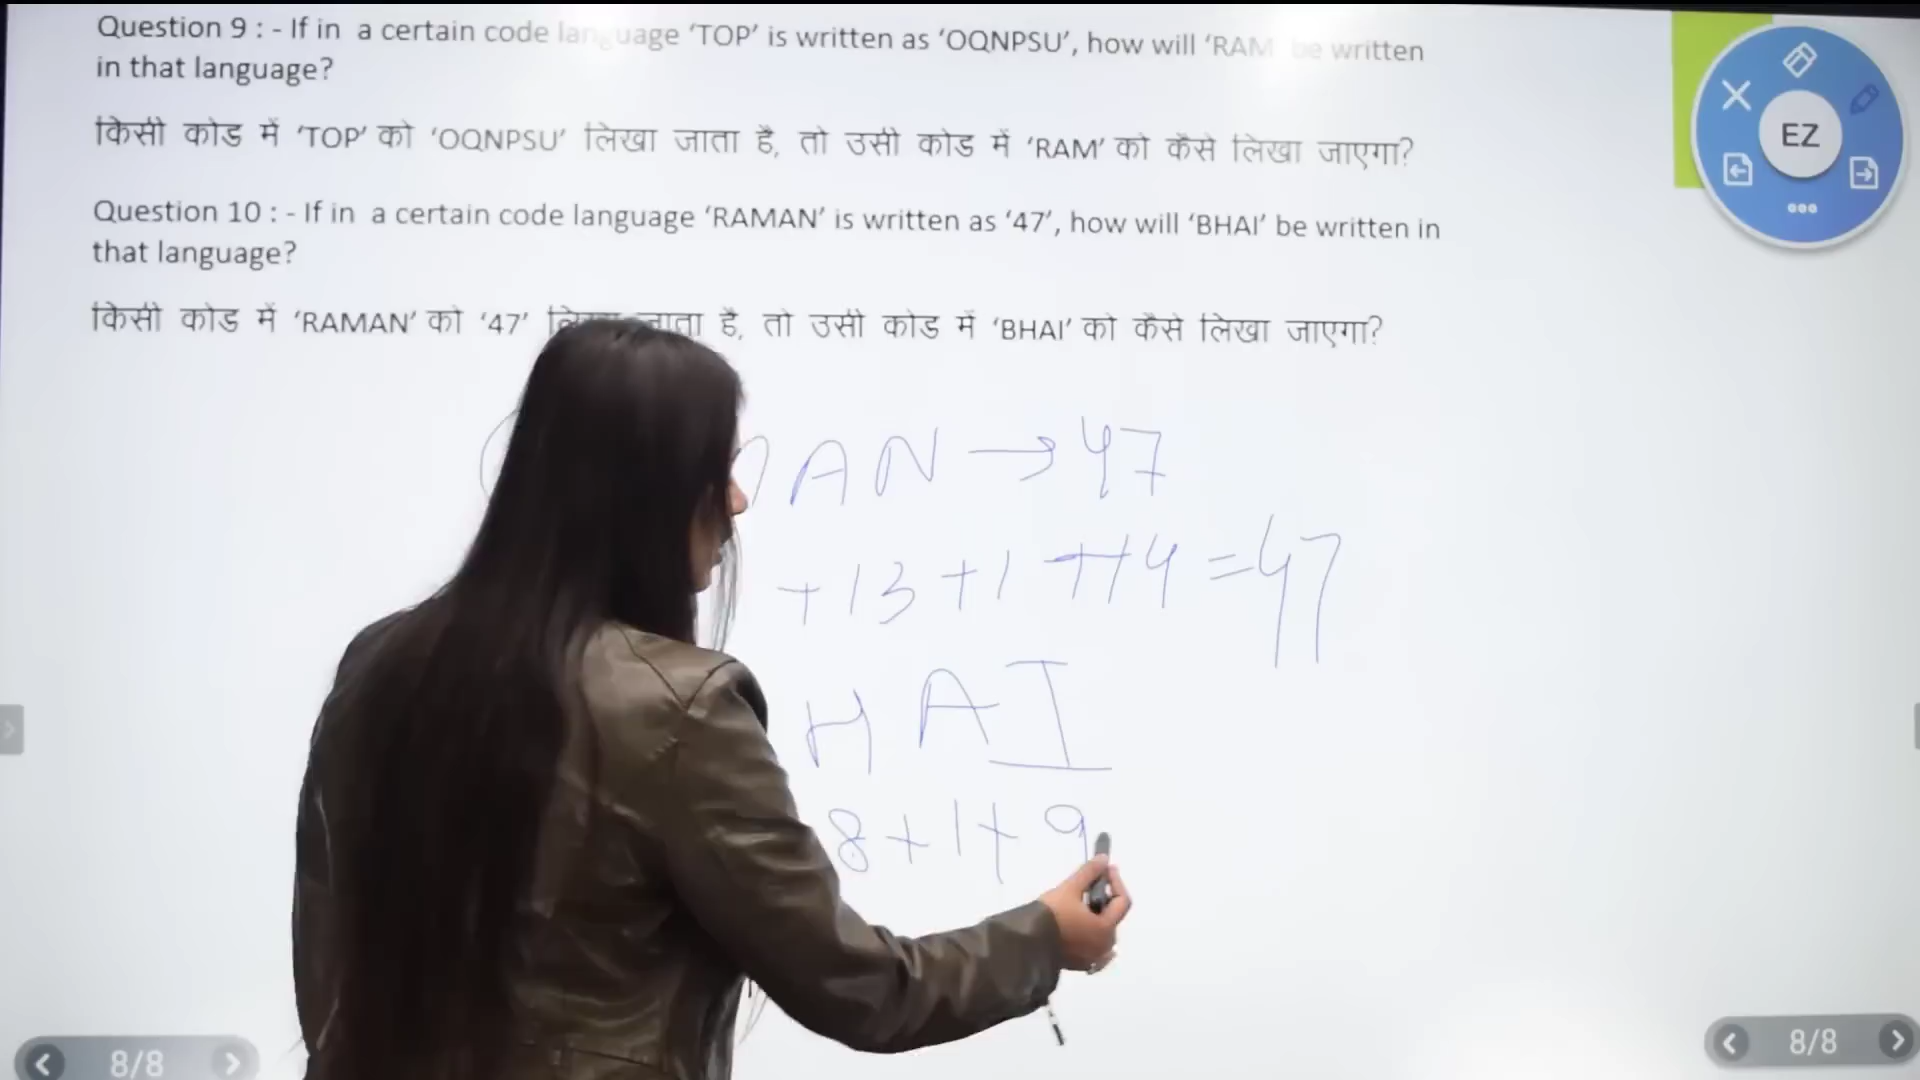 Question 9 : - If in a certain code language ‘TOP’ is written as ‘OQNPSU’, how will ‘RAM be written
in that language?
किसी कोड में ‘TOP’ को ‘OQNPSU’ लिखा जाता है, तो उसी कोड में ‘RAM’ को कैसे लिखा जाएगा?
Question 10 : - If in a certain code language ‘RAMAN’ is written as ‘47’, how will ‘BHAI’ be written in
that language?
किसी कोड में ‘RAMAN’ को ‘47’ लिखा जाता है, तो उसी कोड में ‘BHAI’ को कैसे लिखा जाएगा?
EZ
AN → 47
+13+1+14=47
HAI
8+1+9
8/8
8/8